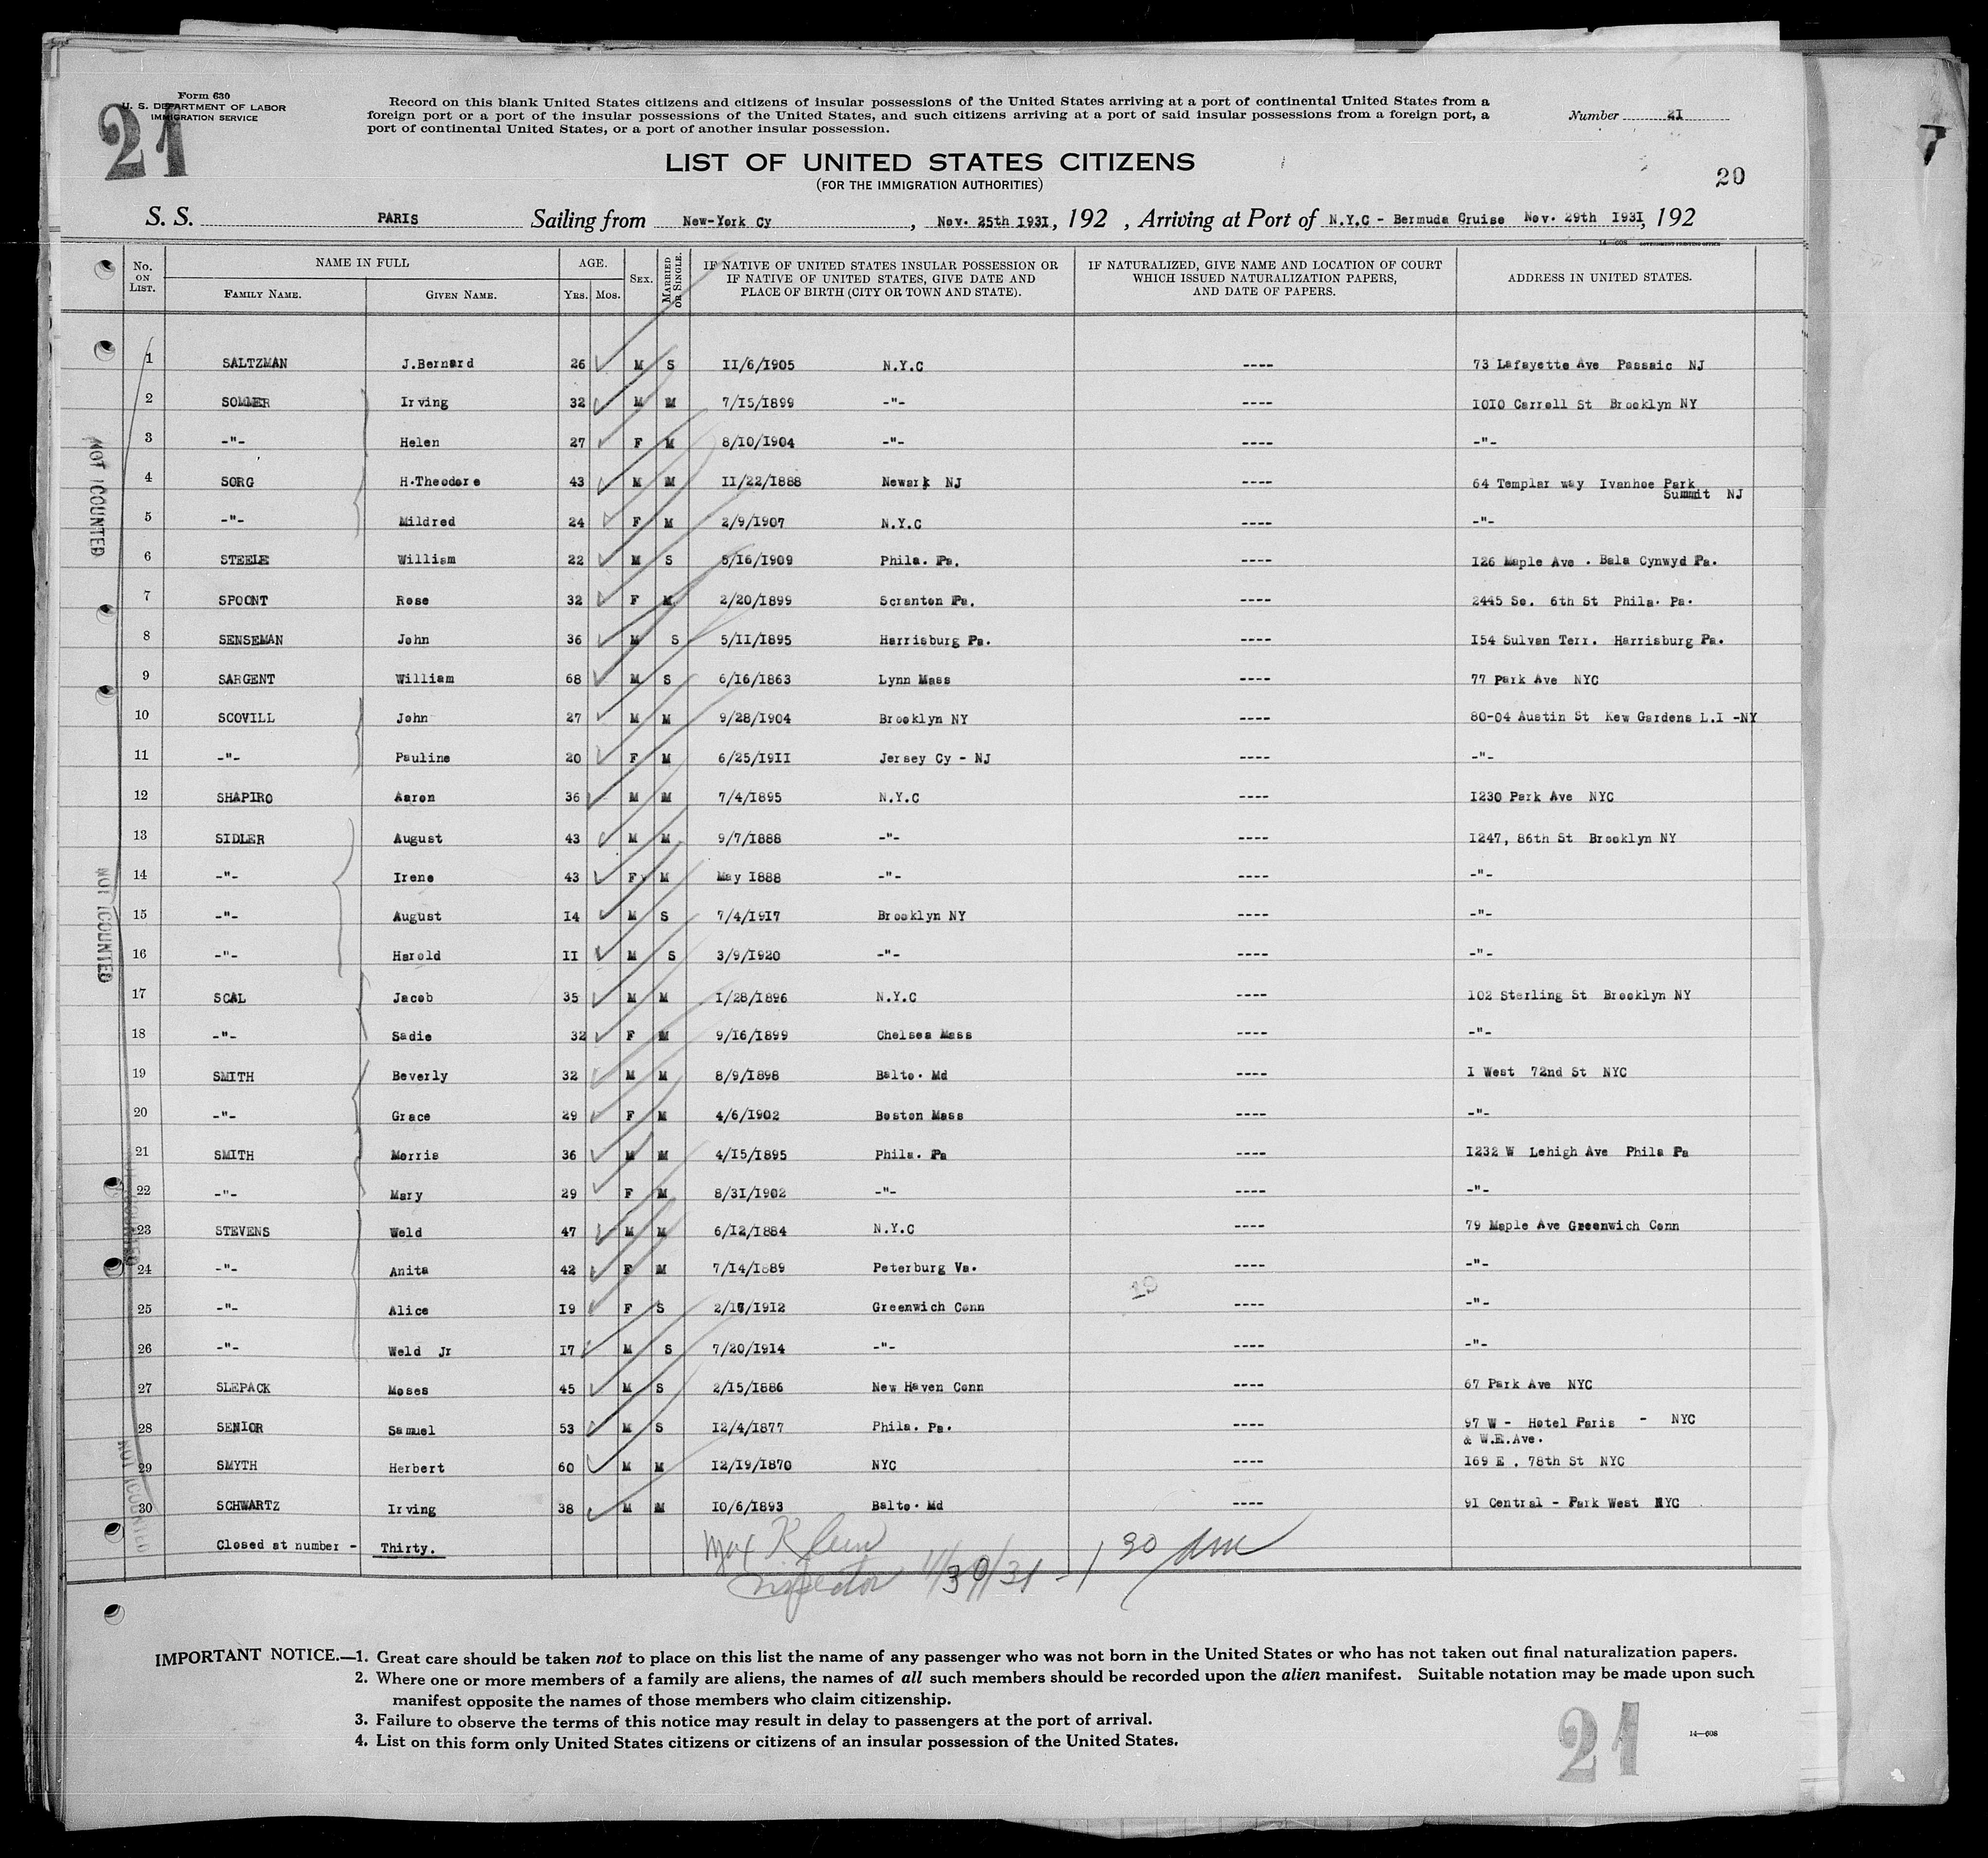 Form 630
U. S. DEPARTMENT OF LABOR
IMMIGRATION SERVICE
21
Record on this blank United States citizens and citizens of insular possessions of the United States arriving at a port of continental United States from a
foreign port or a port of the insular possessions of the United States, and such citizens arriving at a port of said insular possessions from a foreign port, a
port of continental United States, or a port of another insular possession.
Number 21
7
LIST OF UNITED STATES CITIZENS
(FOR THE IMMIGRATION AUTHORITIES)
20
S. S. PARIS Sailing from New-York Cy , Nov. 25th 1931, 192 , Arriving at Port of N.Y.C - Bermuda Cruise Nov. 29th 1931, 192
14—608 GOVERNMENT PRINTING OFFICE
No. ON LIST. NAME IN FULL FAMILY NAME. GIVEN NAME. AGE. YRS. MOS. SEX. MARRIED OR SINGLE. IF NATIVE OF UNITED STATES INSULAR POSSESSION OR IF NATIVE OF UNITED STATES, GIVE DATE AND PLACE OF BIRTH (CITY OR TOWN AND STATE). IF NATURALIZED, GIVE NAME AND LOCATION OF COURT WHICH ISSUED NATURALIZATION PAPERS, AND DATE OF PAPERS. ADDRESS IN UNITED STATES.
1 SALTZMAN J.Bernard 26 M S 11/6/1905 N.Y.C ---- 73 Lafayette Ave Passaic NJ
2 SOMMER Irving 32 M M 7/15/1899 -"- ---- 1010 Carroll St Brooklyn NY
3 -"- Helen 27 F M 8/10/1904 -"- ---- -"-
4 SORG H.Theodore 43 M M 11/22/1888 Newark NJ ---- 64 Templar way Ivanhoe Park
Summit NJ
5 -"- Mildred 24 F M 2/9/1907 N.Y.C ---- -"-
6 STEELE William 22 M S 5/16/1909 Phila. Pa. ---- 126 Maple Ave . Bala Cynwyd Pa.
7 SPOONT Rose 32 F M 2/20/1899 Scranton Pa. ---- 2445 So. 6th St Phila. Pa.
8 SENSEMAN John 36 M S 5/11/1895 Harrisburg Pa. ---- 154 Sulvan Terr. Harrisburg Pa.
9 SARGENT William 68 M S 6/16/1863 Lynn Mass ---- 77 Park Ave NYC
10 SCOVILL John 27 M M 9/28/1904 Brooklyn NY ---- 80-04 Austin St Kew Gardens L.I -NY
11 -"- Pauline 20 F M 6/25/1911 Jersey Cy - NJ ---- -"-
12 SHAPIRO Aaron 36 M M 7/4/1895 N.Y.C ---- 1230 Park Ave NYC
13 SIDLER August 43 M M 9/7/1888 -"- ---- 1247, 86th St Brooklyn NY
14 -"- Irene 43 F M May 1888 -"- ---- -"-
15 -"- August 14 M S 7/4/1917 Brooklyn NY ---- -"-
16 -"- Harold 11 M S 3/9/1920 -"- ---- -"-
17 SCAL Jacob 35 M M 1/28/1896 N.Y.C ---- 102 Sterling St Brooklyn NY
18 -"- Sadie 32 F M 9/16/1899 Chelsea Mass ---- -"-
19 SMITH Beverly 32 M M 8/9/1898 Balto. Md ---- 1 West 72nd St NYC
20 -"- Grace 29 F M 4/6/1902 Boston Mass ---- -"-
21 SMITH Morris 36 M M 4/15/1895 Phila. Pa ---- 1232 W Lehigh Ave Phila Pa
22 -"- Mary 29 F M 8/31/1902 -"- ---- -"-
23 STEVENS Weld 47 M M 6/12/1884 N.Y.C ---- 79 Maple Ave Greenwich Conn
24 -"- Anita 42 F M 7/14/1889 Peterburg Va. ---- -"-
25 -"- Alice 19 F S 2/17/1912 Greenwich Conn ---- -"-
26 -"- Weld Jr 17 M S 7/20/1914 -"- ---- -"-
27 SLEPACK Moses 45 M S 2/15/1886 New Haven Conn ---- 67 Park Ave NYC
28 SENIOR Samuel 53 M S 12/4/1877 Phila. Pa. ---- 97 W - Hotel Paris - NYC
& W.E.Ave.
29 SMYTH Herbert 60 M M 12/19/1870 NYC ---- 169 E . 78th St NYC
30 SCHWARTZ Irving 38 M M 10/6/1893 Balto. Md ---- 91 Central - Park West NYC
Closed at number - Thirty.
Max Klein
Inspector 11/30/31 - 1 30 am
NOT COUNTED
NOT COUNTED
NOT COUNTED
NOT COUNTED
IMPORTANT NOTICE.—1. Great care should be taken not to place on this list the name of any passenger who was not born in the United States or who has not taken out final naturalization papers.
2. Where one or more members of a family are aliens, the names of all such members should be recorded upon the alien manifest. Suitable notation may be made upon such
manifest opposite the names of those members who claim citizenship.
3. Failure to observe the terms of this notice may result in delay to passengers at the port of arrival.
4. List on this form only United States citizens or citizens of an insular possession of the United States.
21
14—608